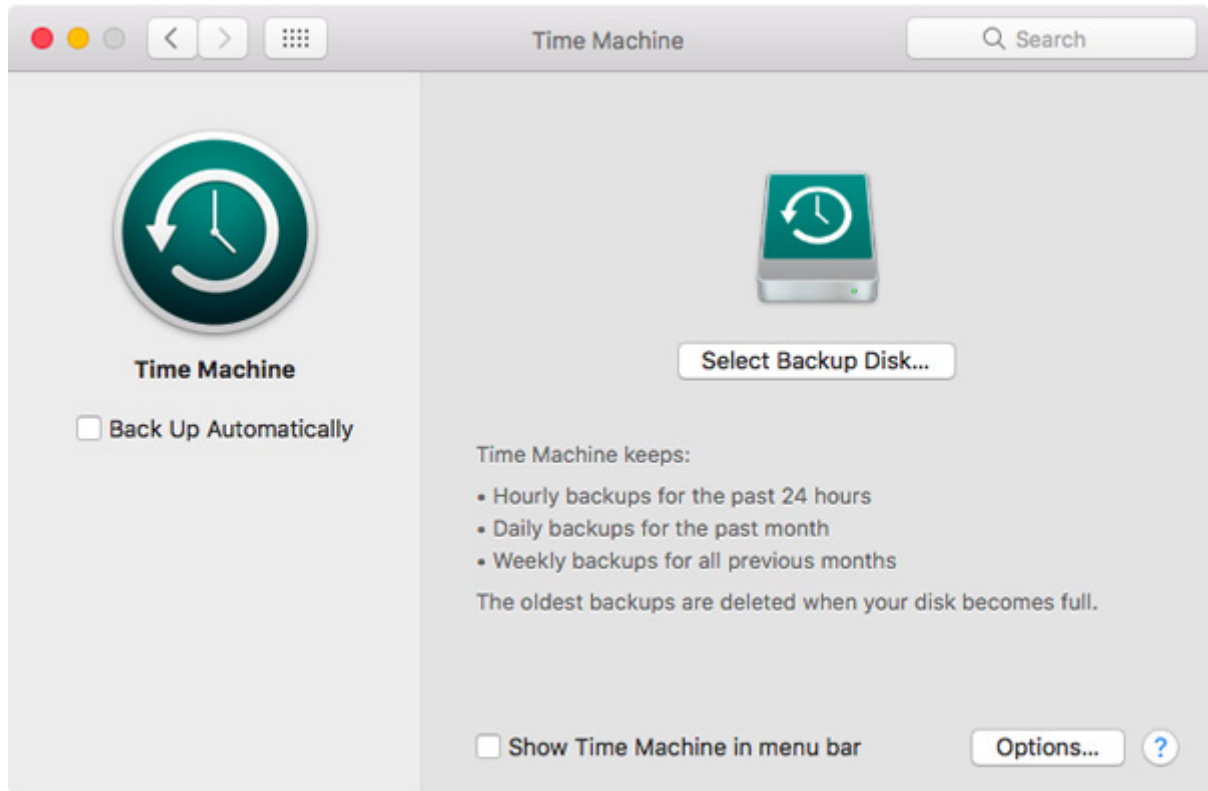 Time Machine
Search
Time Machine
Back Up Automatically
Select Backup Disk...
Time Machine keeps:
• Hourly backups for the past 24 hours
• Daily backups for the past month
• Weekly backups for all previous months
The oldest backups are deleted when your disk becomes full.
Show Time Machine in menu bar
Options...
?